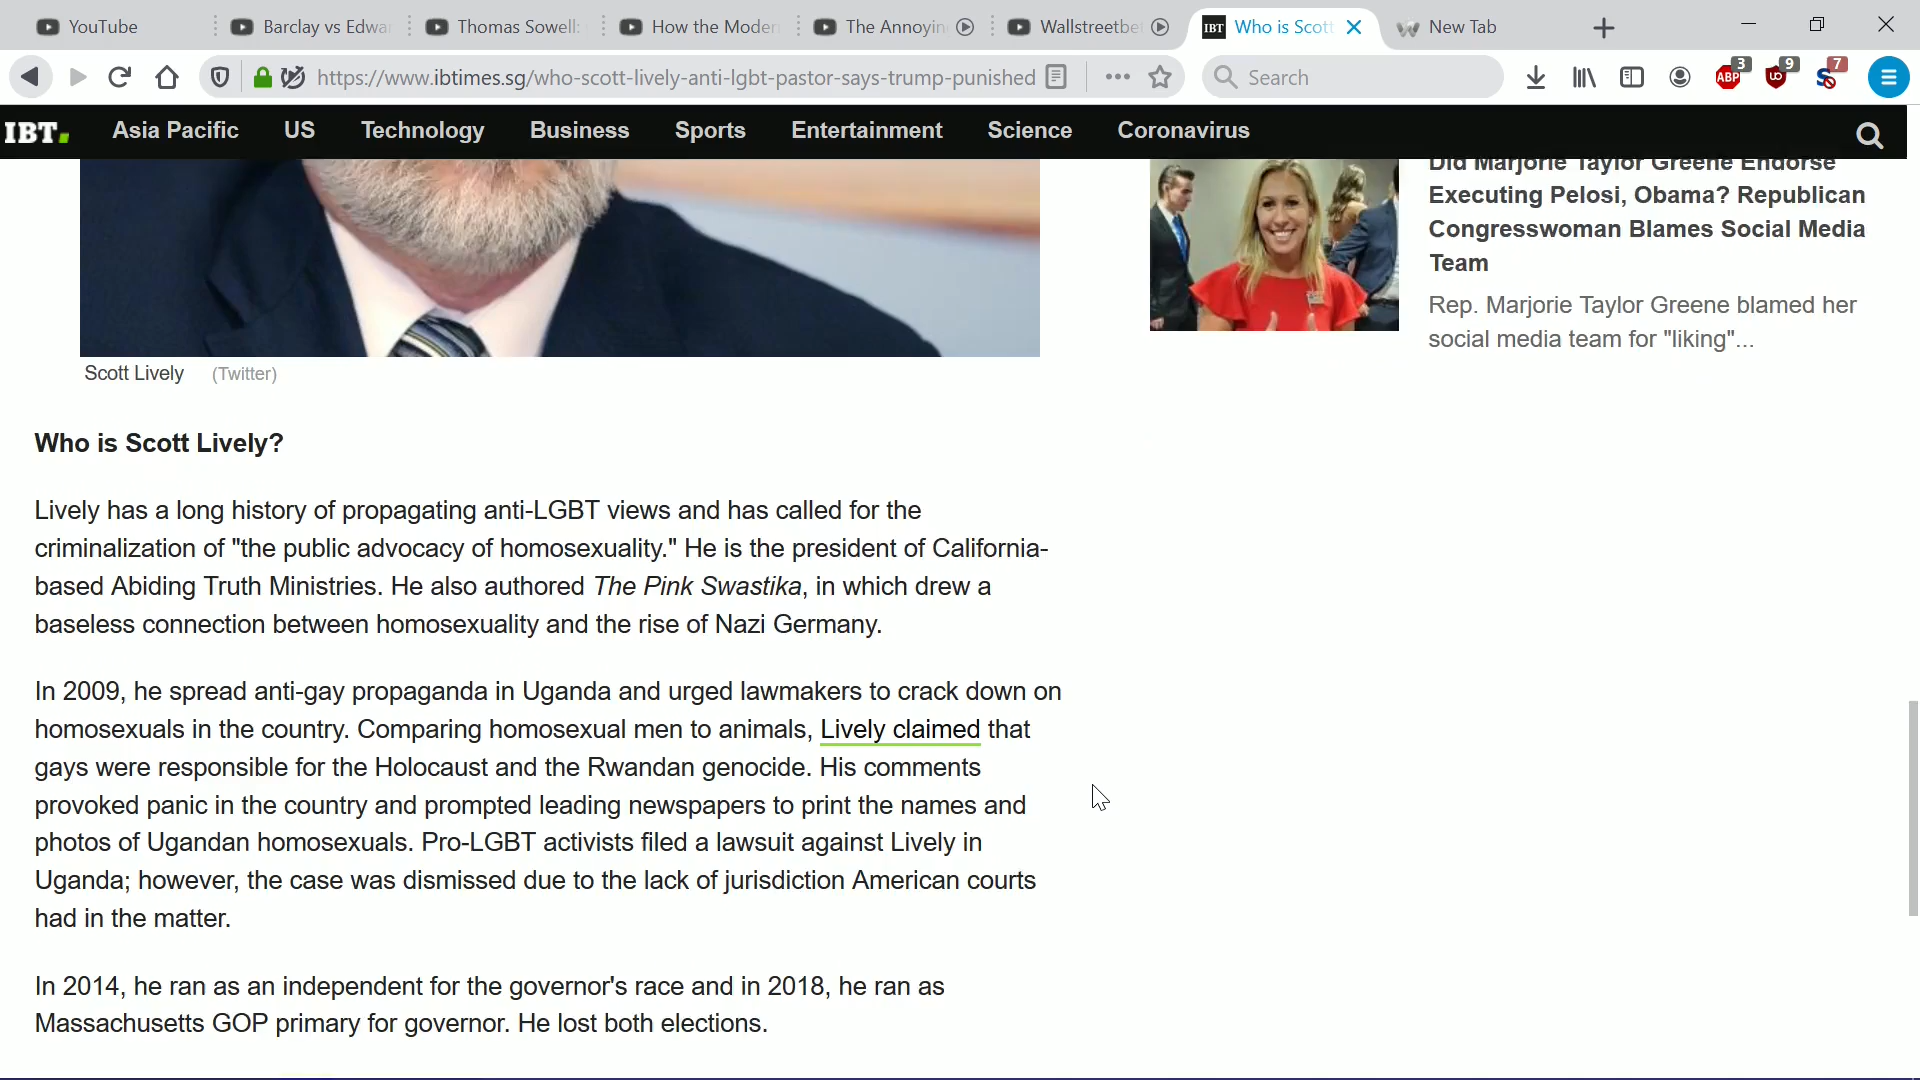 YouTube
Barclay vs Edwa
Thomas Sowell:
How the Moder
The Annoyin
Wallstreetbe
IBT
Who is Scott
New Tab
https://www.ibtimes.sg/who-scott-lively-anti-lgbt-pastor-says-trump-punished
Search
ABP
3
9
7
IBT.
Asia Pacific
US
Technology
Business
Sports
Entertainment
Science
Coronavirus
Did Marjorie Taylor Greene Endorse
Executing Pelosi, Obama? Republican
Congresswoman Blames Social Media
Team
Rep. Marjorie Taylor Greene blamed her
social media team for "liking"...
Scott Lively (Twitter)
Who is Scott Lively?
Lively has a long history of propagating anti-LGBT views and has called for the
criminalization of "the public advocacy of homosexuality." He is the president of California-
based Abiding Truth Ministries. He also authored The Pink Swastika, in which drew a
baseless connection between homosexuality and the rise of Nazi Germany.
In 2009, he spread anti-gay propaganda in Uganda and urged lawmakers to crack down on
homosexuals in the country. Comparing homosexual men to animals, Lively claimed that
gays were responsible for the Holocaust and the Rwandan genocide. His comments
provoked panic in the country and prompted leading newspapers to print the names and
photos of Ugandan homosexuals. Pro-LGBT activists filed a lawsuit against Lively in
Uganda; however, the case was dismissed due to the lack of jurisdiction American courts
had in the matter.
In 2014, he ran as an independent for the governor's race and in 2018, he ran as
Massachusetts GOP primary for governor. He lost both elections.